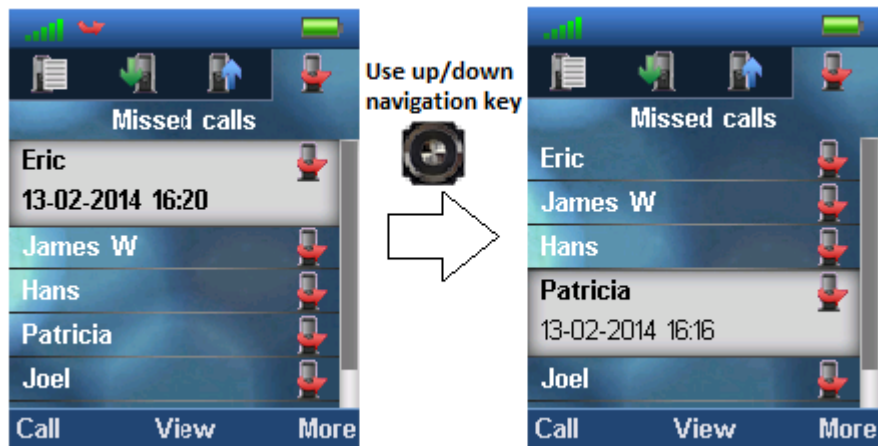 Missed calls
Eric
13-02-2014 16:20
James W
Hans
Patricia
Joel
Call View More
Use up/down
navigation key
Missed calls
Eric
James W
Hans
Patricia
13-02-2014 16:16
Joel
Call View More